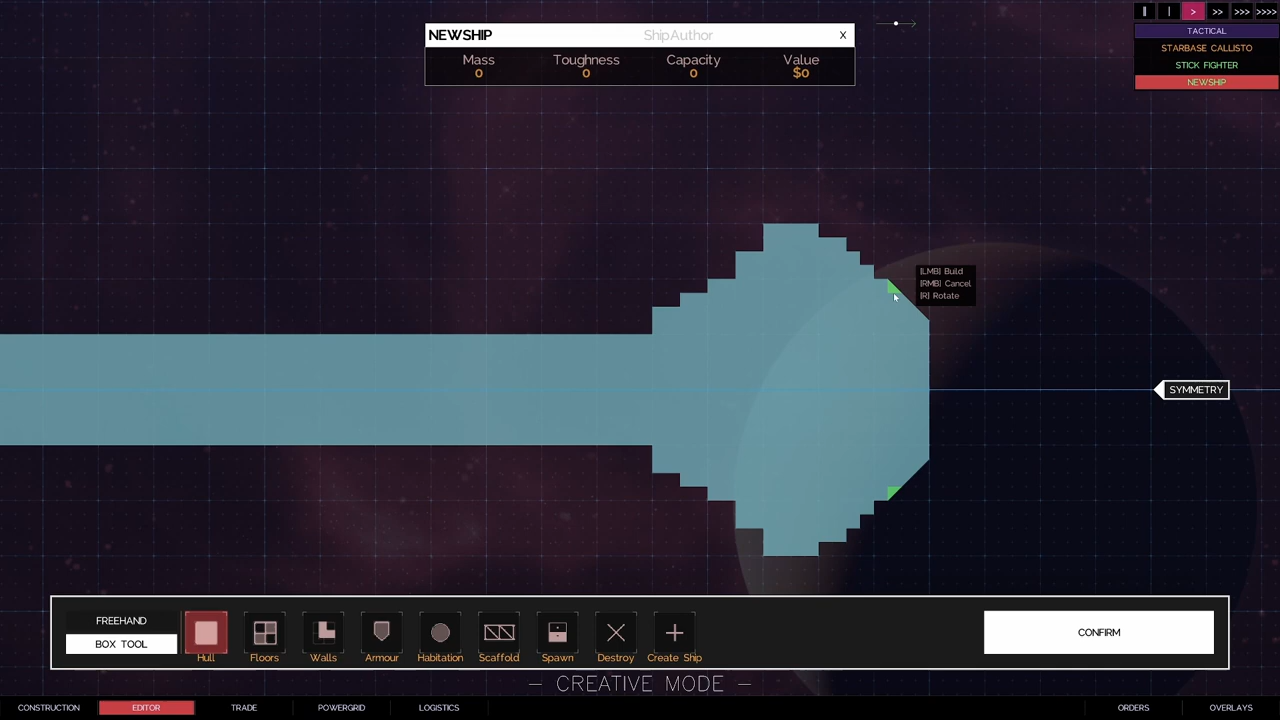 NEWSHIP ShipAuthor X
Mass Toughness Capacity Value
0 0 0 $0
|| | > >> >>> >>>>
TACTICAL
STARBASE CALLISTO
STICK FIGHTER
NEWSHIP
[LMB] Build
[RMB] Cancel
[R] Rotate
SYMMETRY
FREEHAND
BOX TOOL
Hull Floors Walls Armour Habitation Scaffold Spawn Destroy Create Ship
CONFIRM
— CREATIVE MODE —
CONSTRUCTION EDITOR TRADE POWERGRID LOGISTICS ORDERS OVERLAYS